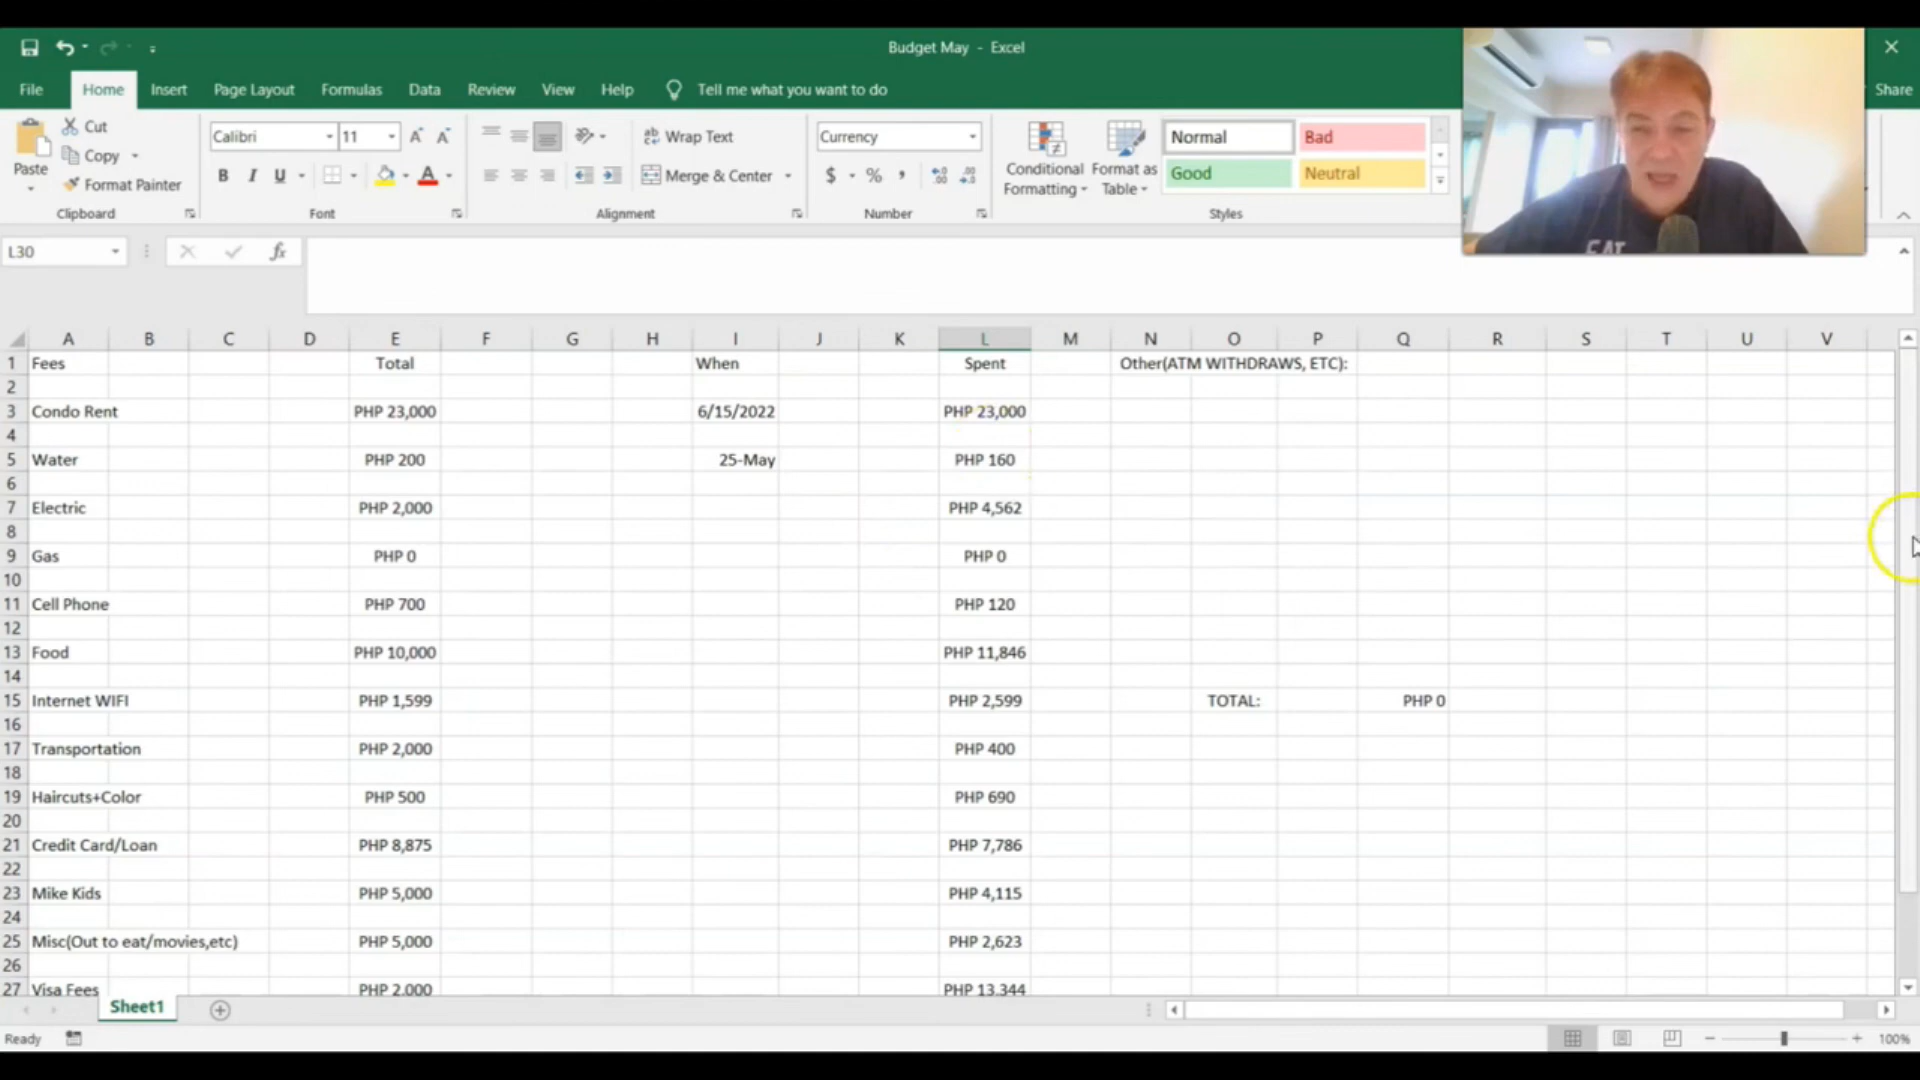 Budget May - Excel
File Home Insert Page Layout Formulas Data Review View Help Tell me what you want to do Share
Paste Cut Copy Format Painter Clipboard
Calibri 11 A A B I U A Font
Wrap Text Merge & Center Alignment
Currency $ % , Number
Conditional Formatting Format as Table
Normal Bad Good Neutral Styles
EAT
L30 fx
A B C D E F G H I J K L M N O P Q R S T U V
1 Fees Total When Spent Other(ATM WITHDRAWS, ETC):
2
3 Condo Rent PHP 23,000 6/15/2022 PHP 23,000
4
5 Water PHP 200 25-May PHP 160
6
7 Electric PHP 2,000 PHP 4,562
8
9 Gas PHP 0 PHP 0
10
11 Cell Phone PHP 700 PHP 120
12
13 Food PHP 10,000 PHP 11,846
14
15 Internet WIFI PHP 1,599 PHP 2,599 TOTAL: PHP 0
16
17 Transportation PHP 2,000 PHP 400
18
19 Haircuts+Color PHP 500 PHP 690
20
21 Credit Card/Loan PHP 8,875 PHP 7,786
22
23 Mike Kids PHP 5,000 PHP 4,115
24
25 Misc(Out to eat/movies,etc) PHP 5,000 PHP 2,623
26
27 Visa Fees PHP 2,000 PHP 13,344
Sheet1
Ready 100%